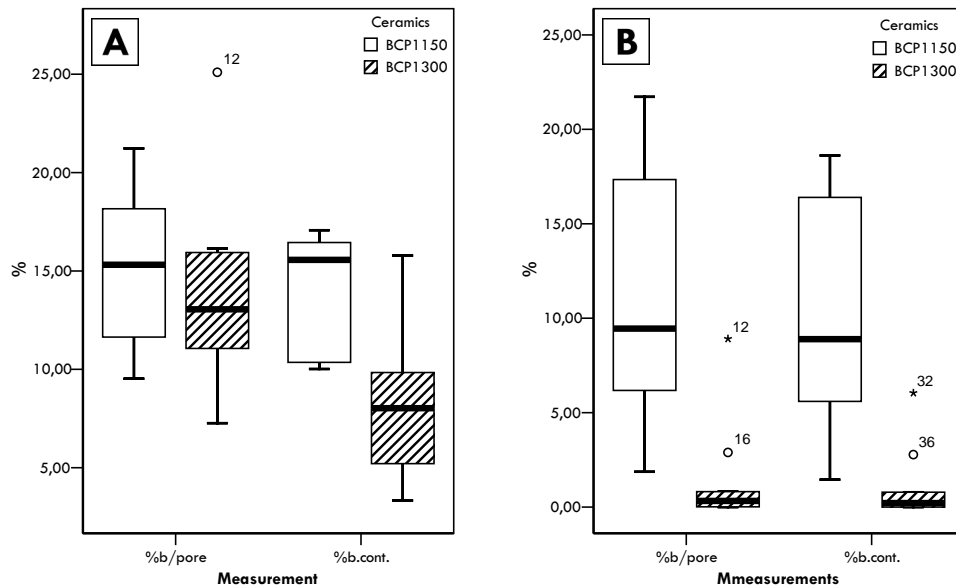 A
Ceramics
BCP1150
BCP1300
12
25,00
20,00
15,00
10,00
5,00
%
%b/pore
%b.cont.
Measurement
B
Ceramics
BCP1150
BCP1300
25,00
20,00
15,00
10,00
5,00
0,00
%
12
16
32
36
%b/pore
%b.cont.
Mmeasurements